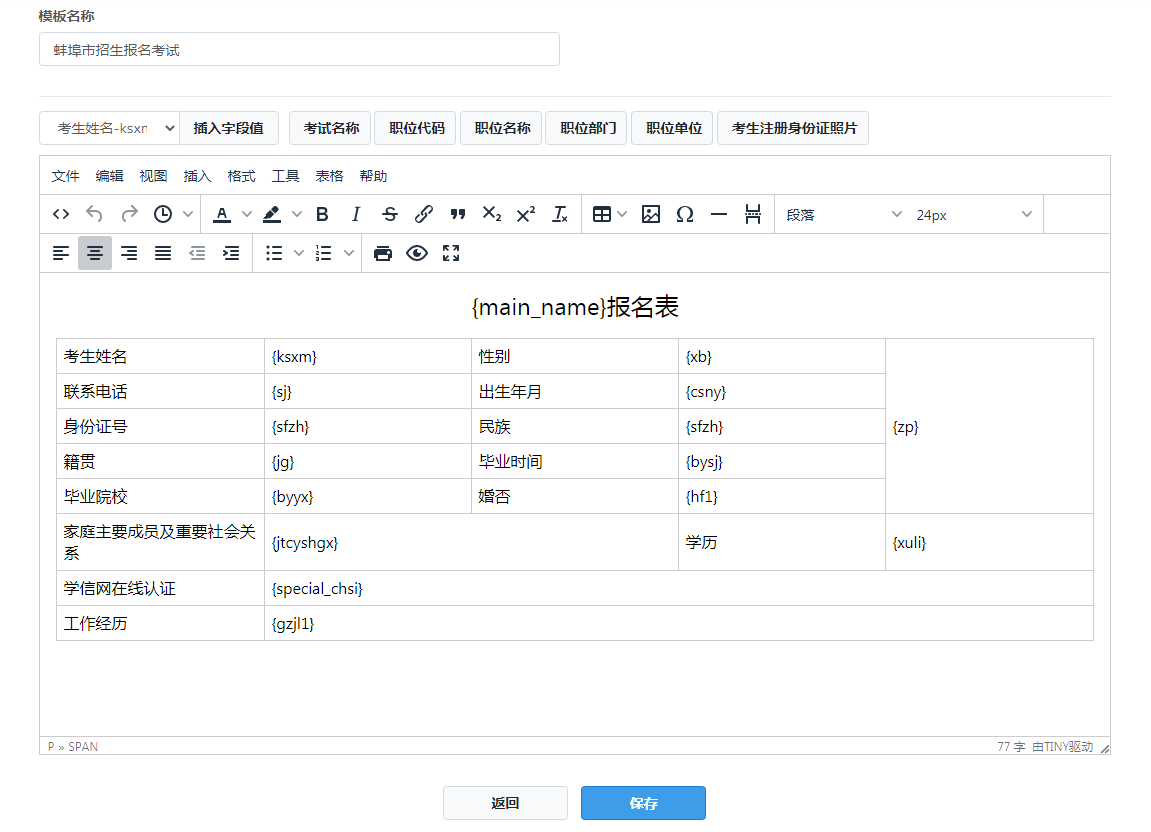 模板名称
蚌埠市招生报名考试
考生姓名-ksxm 插入字段值 考试名称 职位代码 职位名称 职位部门 职位单位 考生注册身份证照片
文件 编辑 视图 插入 格式 工具 表格 帮助
段落 24px
{main_name}报名表
考生姓名 {ksxm} 性别 {xb}
联系电话 {sj} 出生年月 {csny}
身份证号 {sfzh} 民族 {sfzh} {zp}
籍贯 {jg} 毕业时间 {bysj}
毕业院校 {byyx} 婚否 {hf1}
家庭主要成员及重要社会关
系 {jtcyshgx} 学历 {xuli}
学信网在线认证 {special_chsi}
工作经历 {gzjl1}
P » SPAN 77 字 由TINY驱动
返回 保存